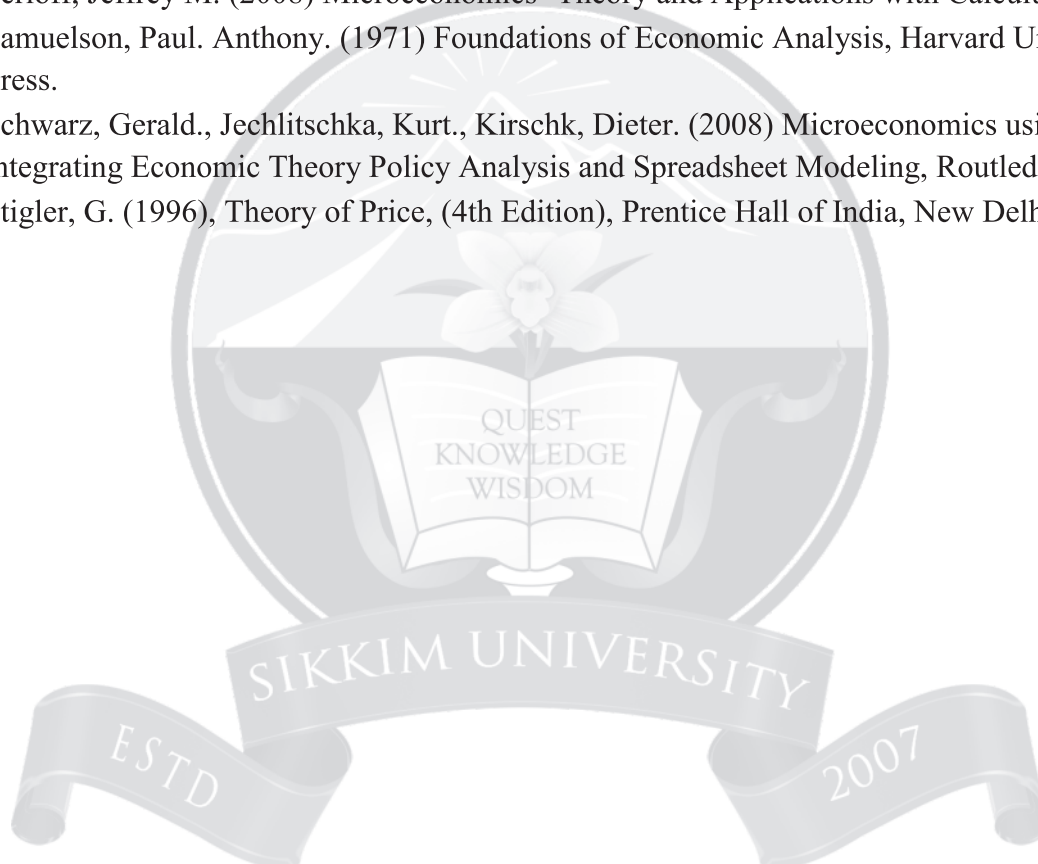 amuelson, Paul. Anthony. (1971) Foundations of Economic Analysis, Harvard U
ress.
chwarz, Gerald., Jechlitschka, Kurt., Kirschk, Dieter. (2008) Microeconomics usi
ntegrating Economic Theory Policy Analysis and Spreadsheet Modeling, Routled
tigler, G. (1996), Theory of Price, (4th Edition), Prentice Hall of India, New Delh
QUEST
KNOWLEDGE
WISDOM
SIKKIM UNIVERSITY
ESTD
2007